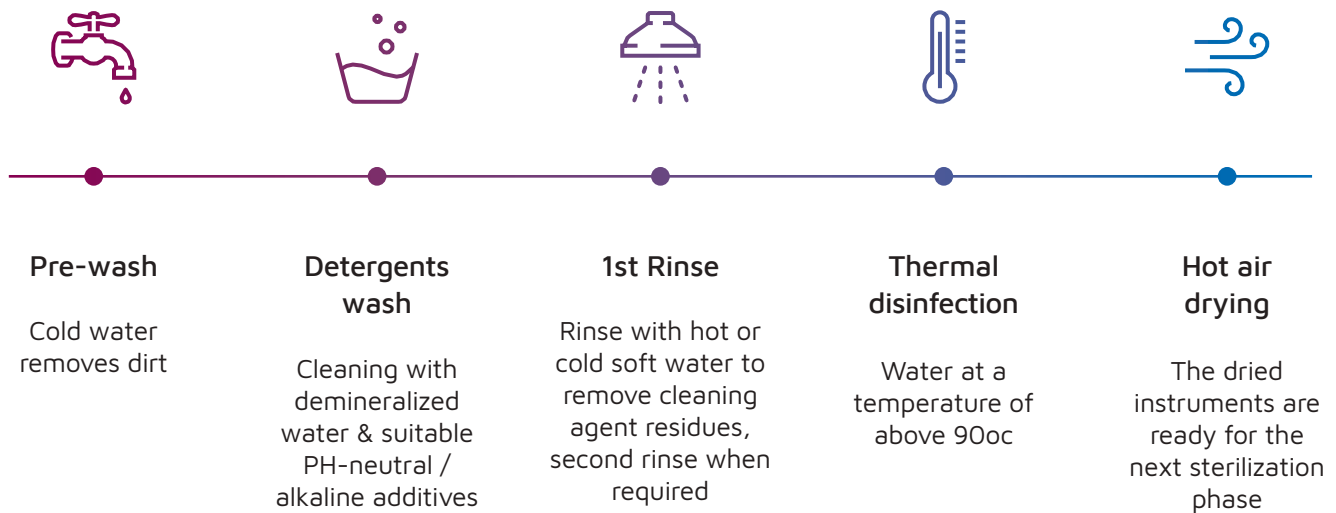 Pre-wash
Cold water
removes dirt
Detergents
wash
Cleaning with
demineralized
water & suitable
PH-neutral /
alkaline additives
1st Rinse
Rinse with hot or
cold soft water to
remove cleaning
agent residues,
second rinse when
required
Thermal
disinfection
Water at a
temperature of
above 90oc
Hot air
drying
The dried
instruments are
ready for the
next sterilization
phase